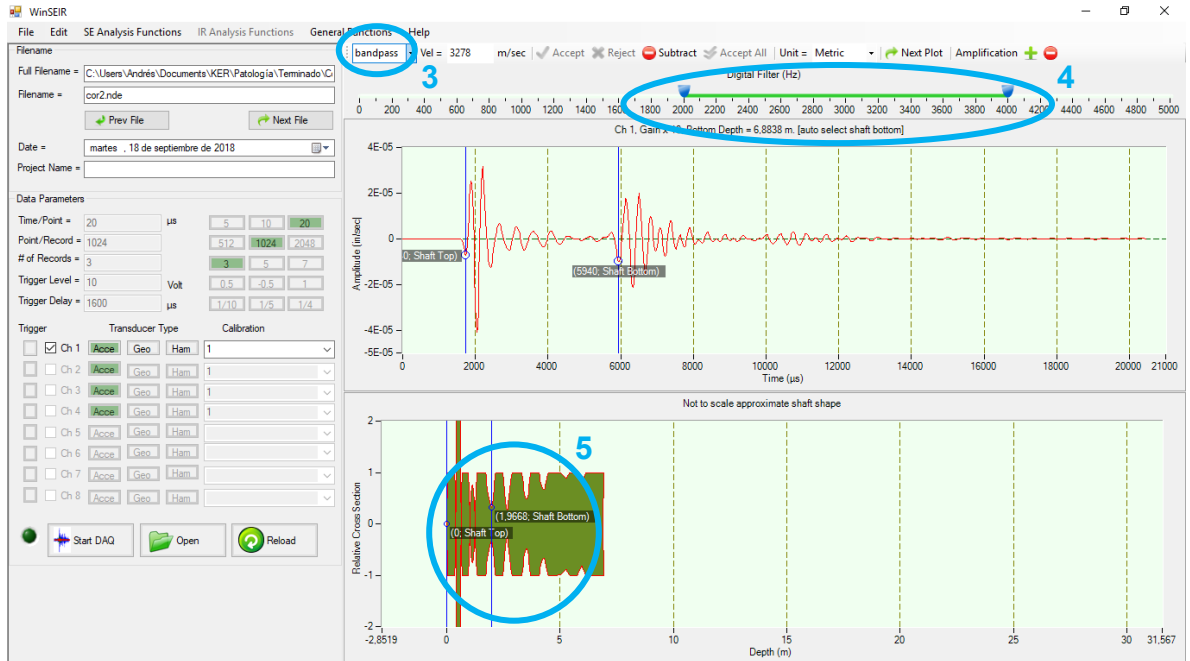 WinSEIR
File Edit SE Analysis Functions IR Analysis Functions General Functions Help
Filename
Full Filename = C:\Users\Andrés\Documents\KER\Patología\Terminado\C
Filename = cor2.nde
Prev File Next File
Date = martes , 18 de septiembre de 2018
Project Name =
Data Parameters
Time/Point = 20 µs 5 10 20
Point/Record = 1024 512 1024 2048
# of Records = 3 3 5 7
Trigger Level = 10 Volt 0.5 -0.5 1
Trigger Delay = 1600 µs 1/10 1/5 1/4
Trigger Transducer Type Calibration
Ch 1 Acce Geo Ham 1
Ch 2 Acce Geo Ham 1
Ch 3 Acce Geo Ham 1
Ch 4 Acce Geo Ham 1
Ch 5 Acce Geo Ham
Ch 6 Acce Geo Ham
Ch 7 Acce Geo Ham
Ch 8 Acce Geo Ham
Start DAQ Open Reload
bandpass Vel = 3278 m/sec Accept Reject Subtract Accept All Unit = Metric Next Plot Amplification
3
4
Digital Filter (Hz)
0 200 400 600 800 1000 1200 1400 1600 1800 2000 2200 2400 2600 2800 3000 3200 3400 3600 3800 4000 4200 4400 4600 4800 5000
Ch 1, Gain x 10, Bottom Depth = 6,8838 m. [auto select shaft bottom]
Amplitude [in/sec]
4E-05
2E-05
0
-2E-05
-4E-05
-5E-05
0; Shaft Top)
(5940; Shaft Bottom)
0 2000 4000 6000 8000 10000 12000 14000 16000 18000 20000 21000
Time (µs)
Not to scale approximate shaft shape
Relative Cross Section
2
1
0
-1
-2
5
(1,9668; Shaft Bottom)
(0; Shaft Top)
-2.8519 0 5 10 15 20 25 30 31.567
Depth (m)